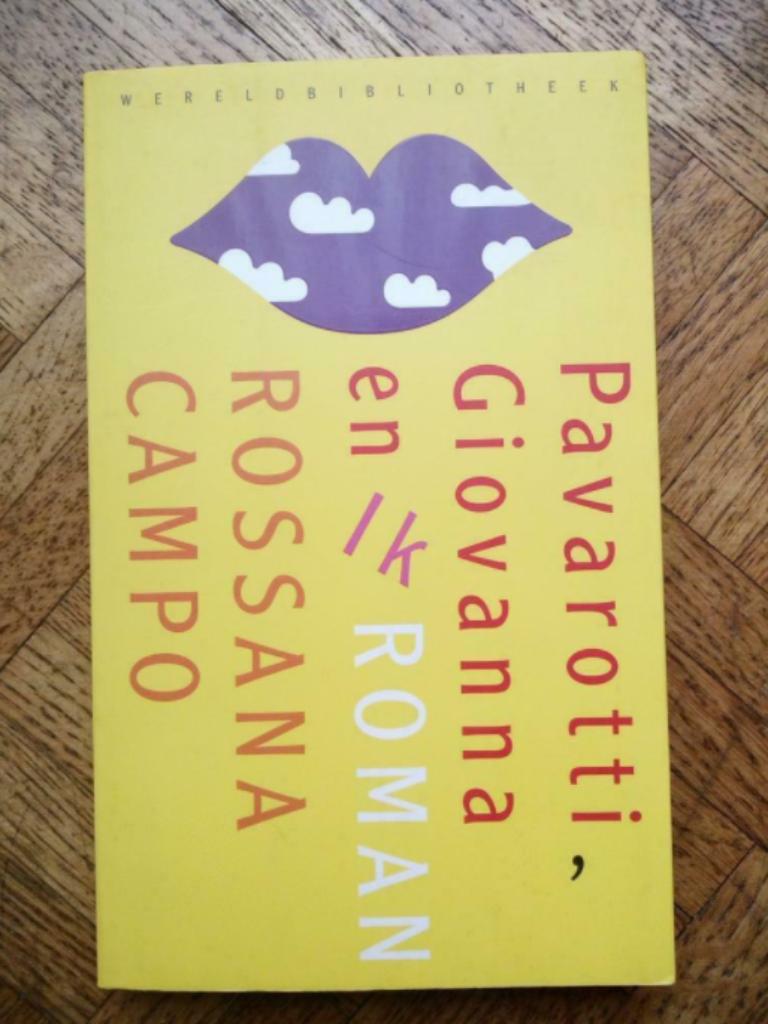 WERELDBIBLIOTHEEK
Pavarotti,
Giovanna
en Ik ROMAN
ROSSANA
CAMPO